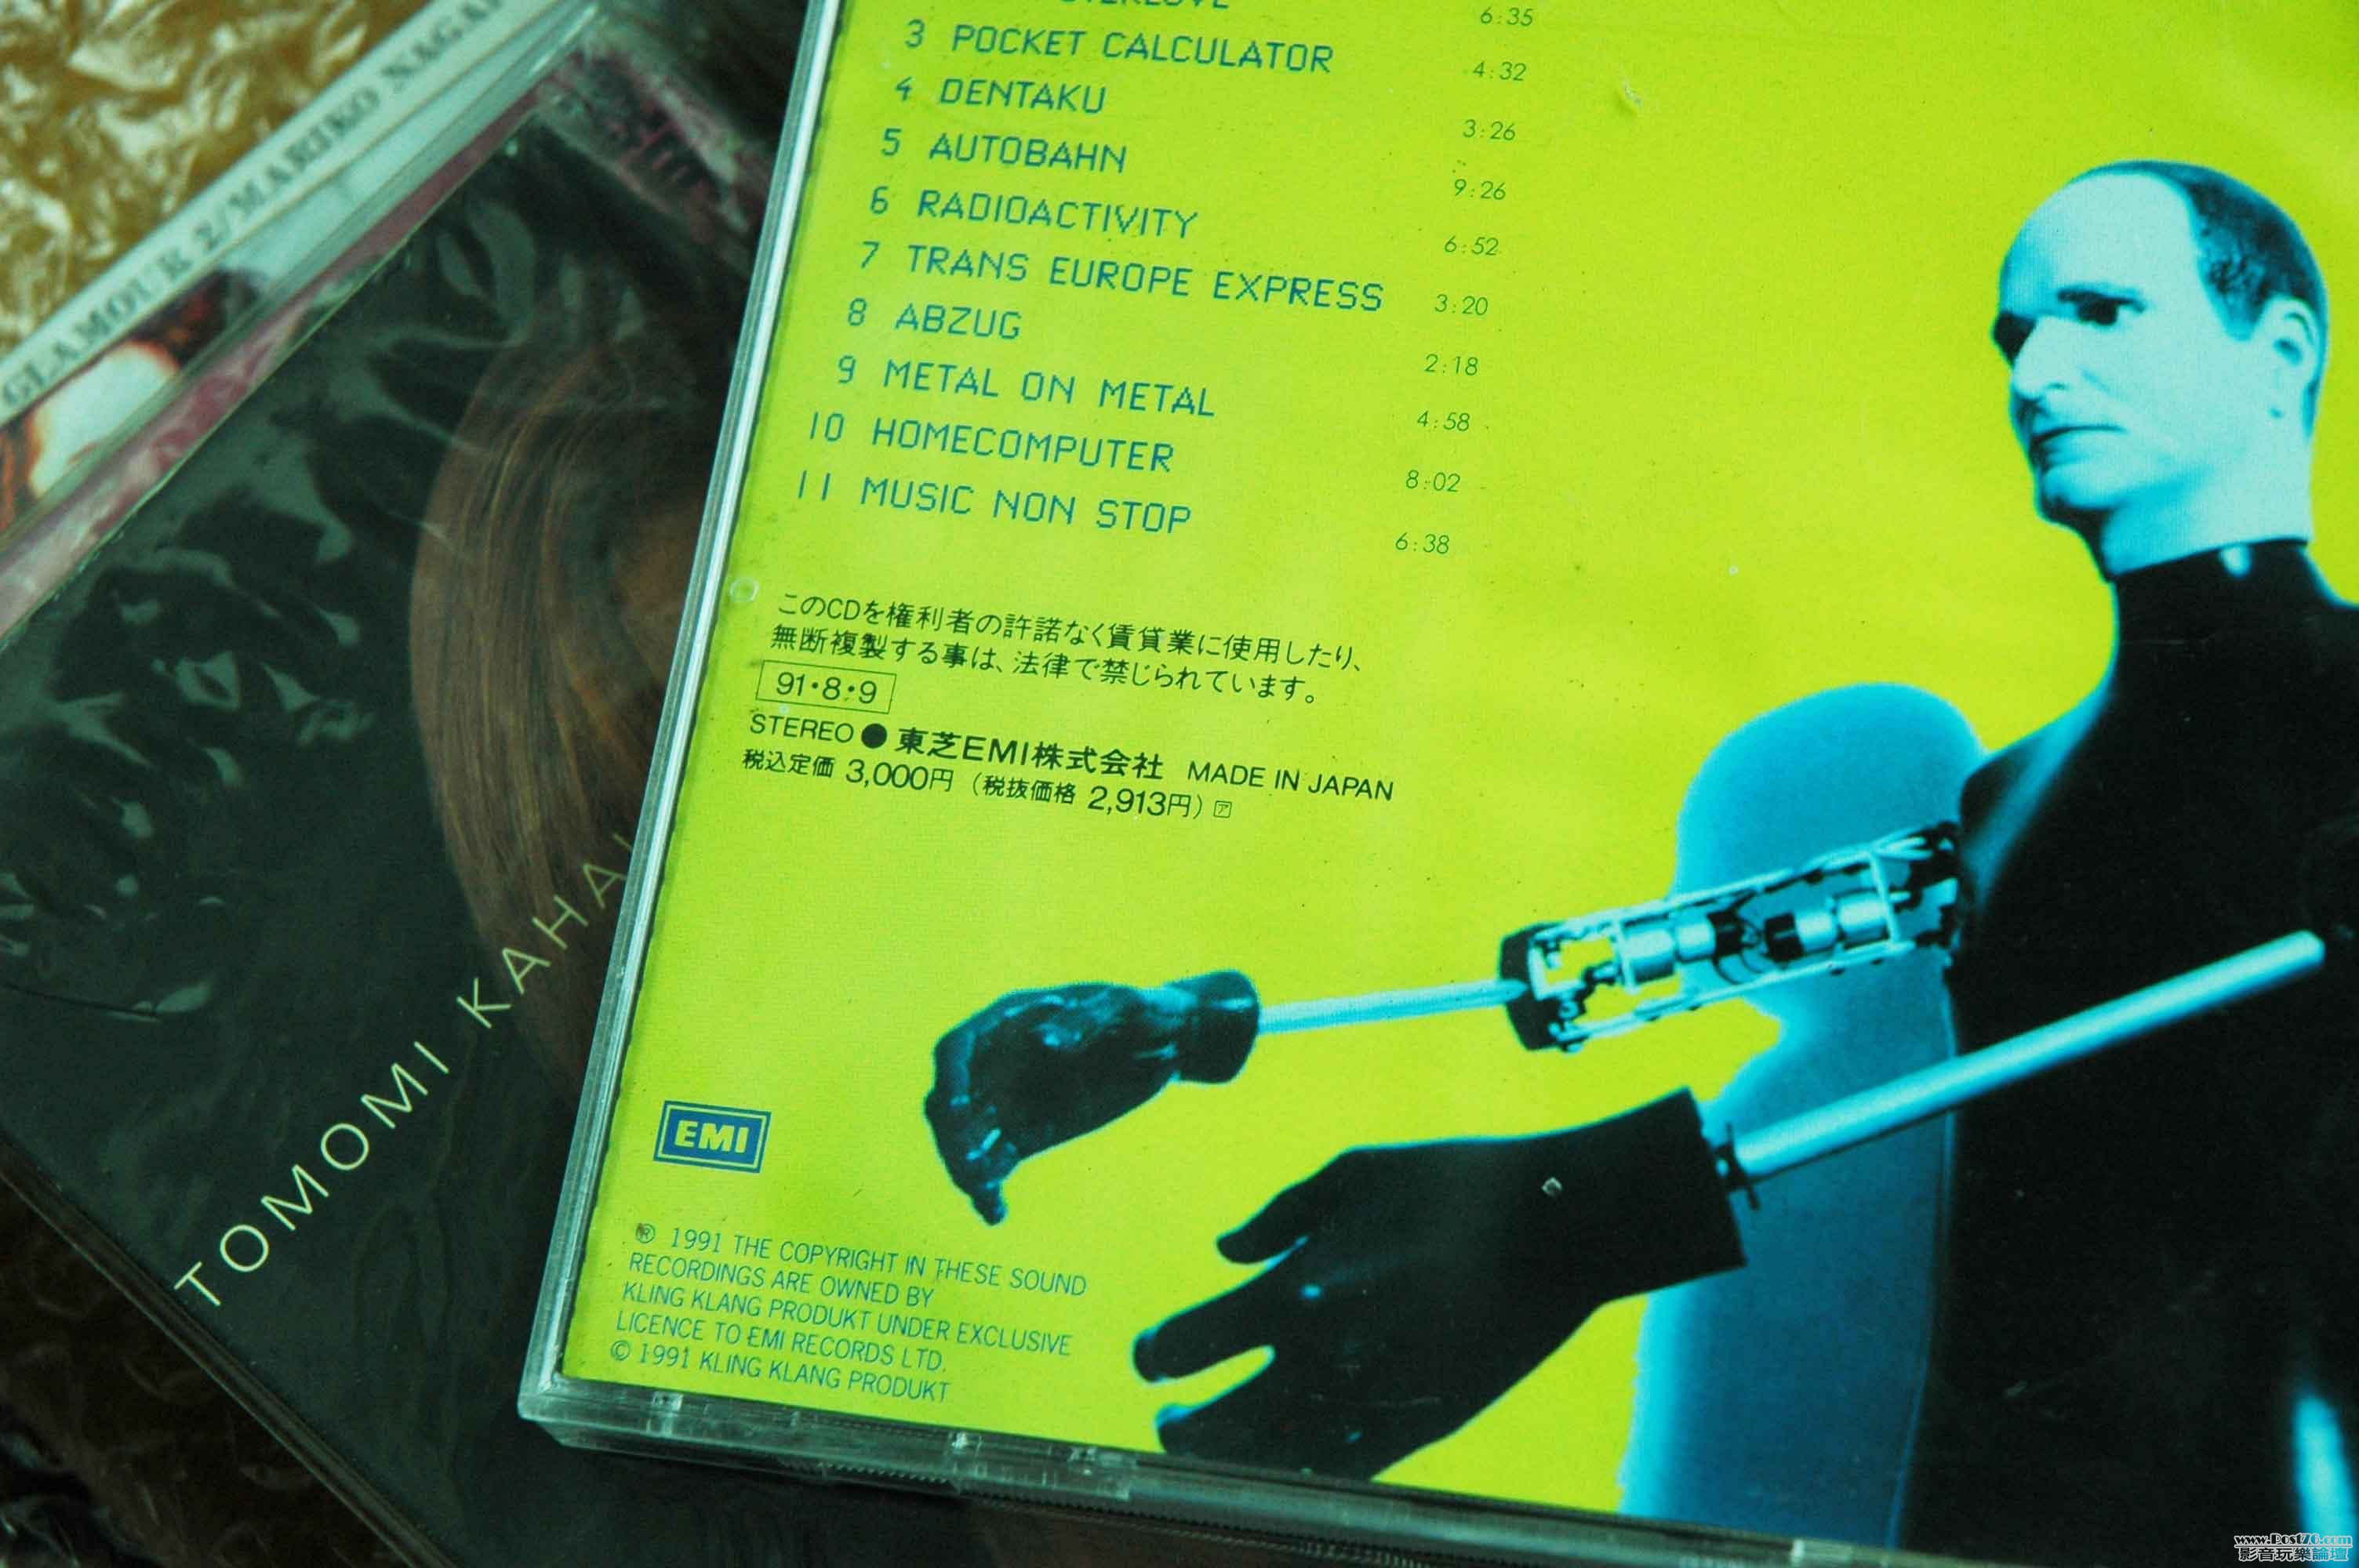 GLAMOUR 2/MARIKO
TOMOMI
6:35
3 POCKET CALCULATOR 4:32
4 DENTAKU 3:26
5 AUTOBAHN 9:26
6 RADIOACTIVITY 6:52
7 TRANS EUROPE EXPRESS 3:20
8 ABZUG 2:18
9 METAL ON METAL 4:58
10 HOMECOMPUTER 8:02
11 MUSIC NON STOP 6:38
このCDを権利者の許諾なく賃貸業に使用したり、
無断複製する事は、法律で禁じられています。
91・8・9
STEREO ● 東芝EMI株式会社 MADE IN JAPAN
税込定価 3,000円 (税抜価格 2,913円) ア
EMI
℗ 1991 THE COPYRIGHT IN THESE SOUND
RECORDINGS ARE OWNED BY
KLING KLANG PRODUKT UNDER EXCLUSIVE
LICENCE TO EMI RECORDS LTD.
© 1991 KLING KLANG PRODUKT
www.Post76.com
影音玩樂論壇